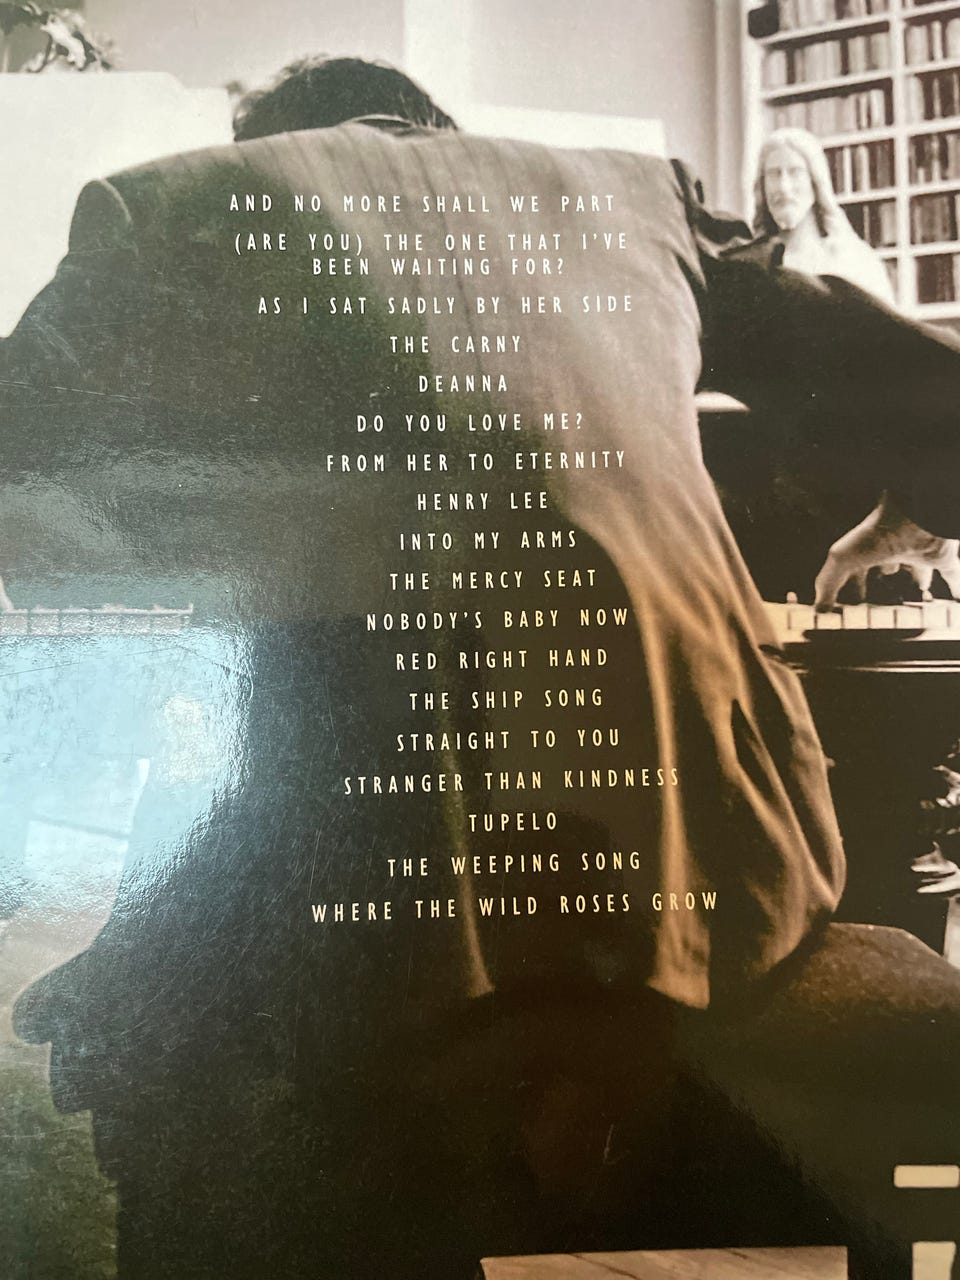 AND NO MORE SHALL WE PART
(ARE YOU) THE ONE THAT I'VE
BEEN WAITING FOR?
AS I SAT SADLY BY HER SIDE
THE CARNY
DEANNA
DO YOU LOVE ME?
FROM HER TO ETERNITY
HENRY LEE
INTO MY ARMS
THE MERCY SEAT
NOBODY'S BABY NOW
RED RIGHT HAND
THE SHIP SONG
STRAIGHT TO YOU
STRANGER THAN KINDNESS
TUPELO
THE WEEPING SONG
WHERE THE WILD ROSES GROW